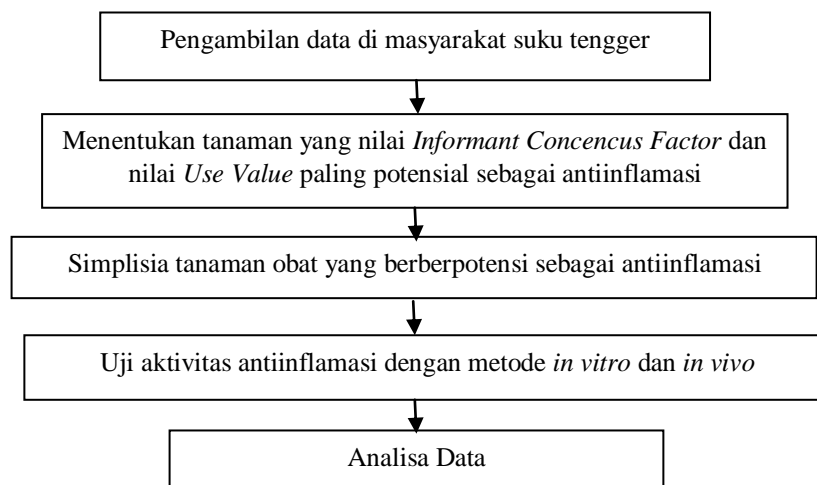 Pengambilan data di masyarakat suku tengger
Menentukan tanaman yang nilai Informant Concencus Factor dan
nilai Use Value paling potensial sebagai antiinflamasi
Simplisia tanaman obat yang berberpotensi sebagai antiinflamasi
Uji aktivitas antiinflamasi dengan metode in vitro dan in vivo
Analisa Data